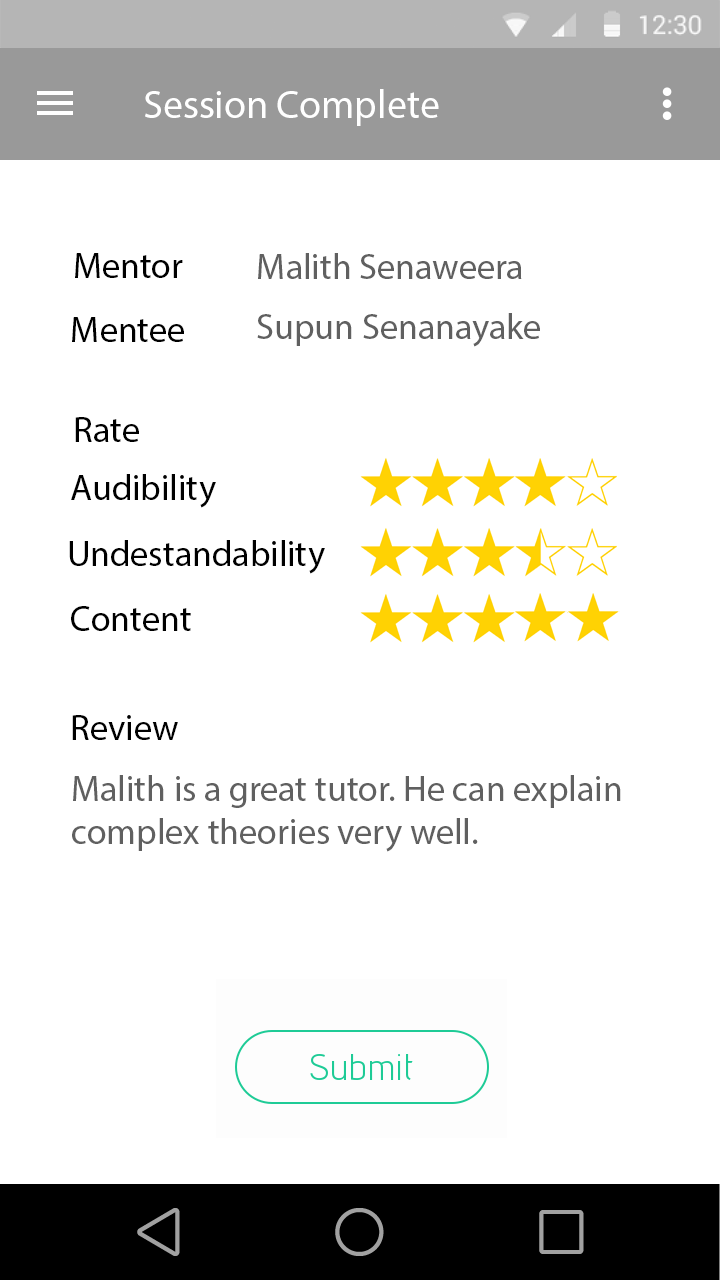 12:30
Session Complete
Mentor Malith Senaweera
Mentee Supun Senanayake
Rate
Audibility
Undestandability
Content
Review
Malith is a great tutor. He can explain
complex theories very well.
Submit